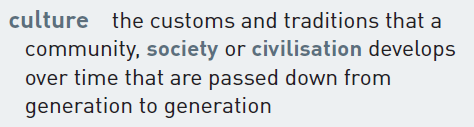 culture the customs and traditions that a
community, society or civilisation develops
over time that are passed down from
generation to generation